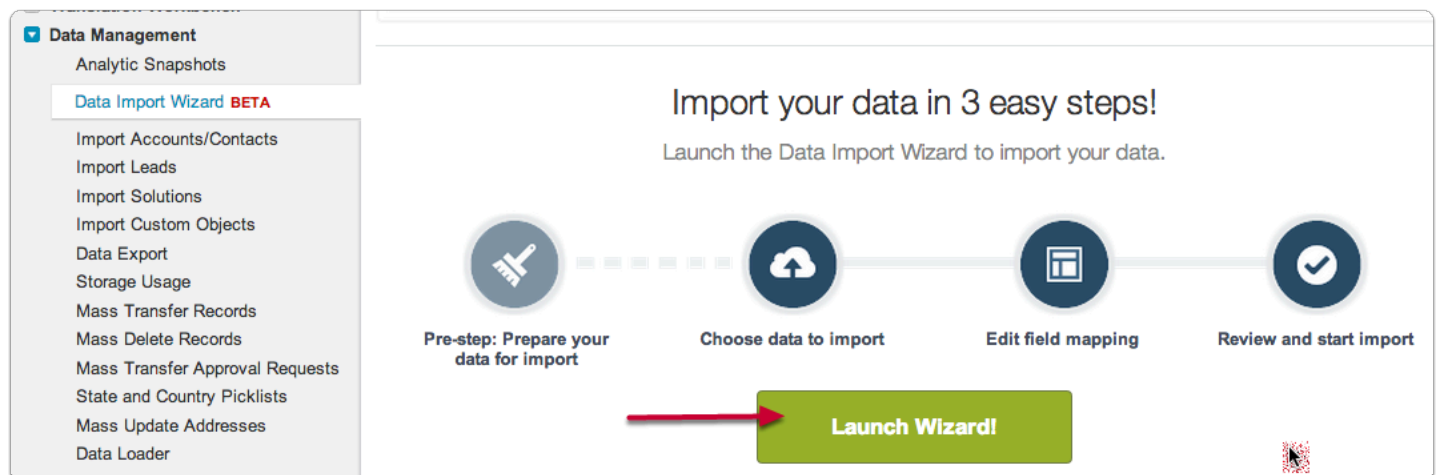 Data Management
Analytic Snapshots
Data Import Wizard BETA
Import Accounts/Contacts
Import Leads
Import Solutions
Import Custom Objects
Data Export
Storage Usage
Mass Transfer Records
Mass Delete Records
Mass Transfer Approval Requests
State and Country Picklists
Mass Update Addresses
Data Loader
Import your data in 3 easy steps!
Launch the Data Import Wizard to import your data.
Pre-step: Prepare your
data for import
Choose data to import
Edit field mapping
Review and start import
Launch Wizard!